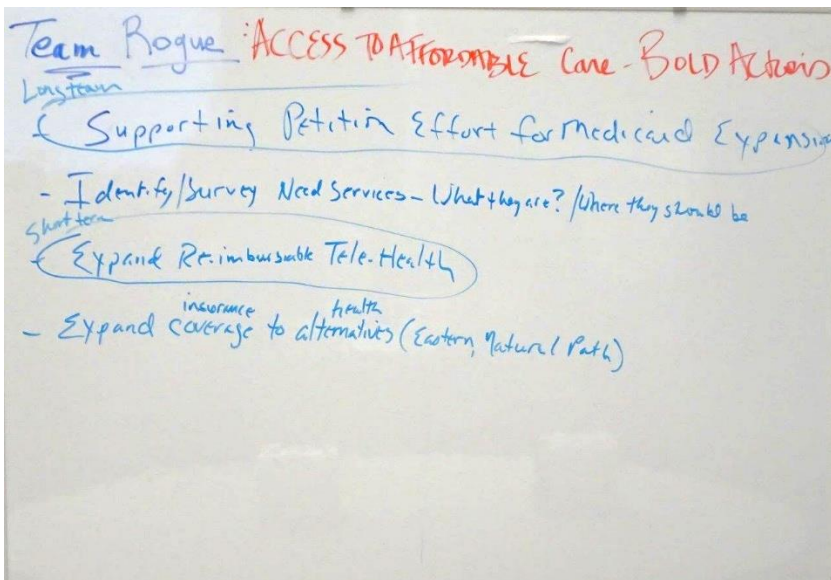 Team Rogue : ACCESS TO AFFORDABLE Care - BOLD Actions
Long term
- Supporting Petition Effort for Medicaid Expansion
- Identify/Survey Need Services - What they are? / Where they should be
Short term
- Expand Re-imbursable Tele-Health
insurance health
- Expand coverage to alternatives (Eastern, Natural Path)